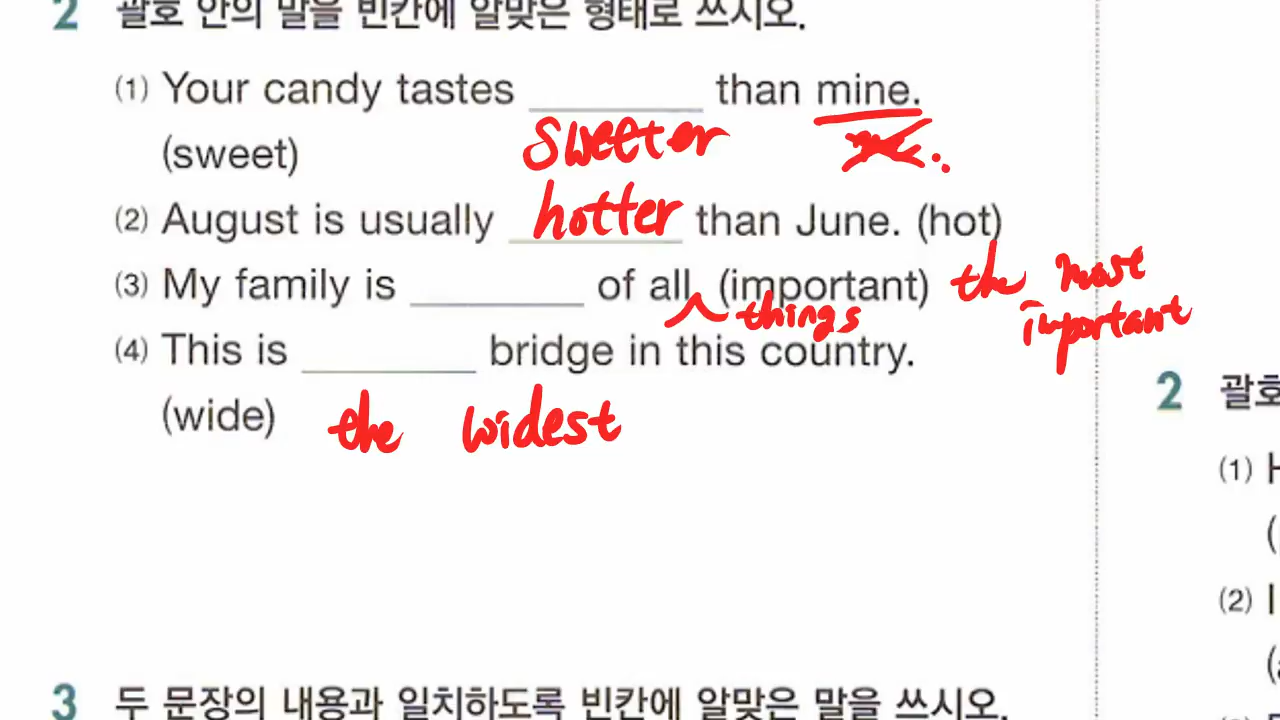 2 괄호 안의 말을 빈칸에 알맞은 형태로 쓰시오.
(1) Your candy tastes ________ than mine.
sweeter
(sweet)
(2) August is usually hotter than June. (hot)
(3) My family is ________ of all (important) the most
things
important
(4) This is ________ bridge in this country.
(wide) the widest
2 괄호
(1) H
(2) I
3 두 문장의 내용과 일치하도록 빈칸에 알맞은 말을 쓰시오.